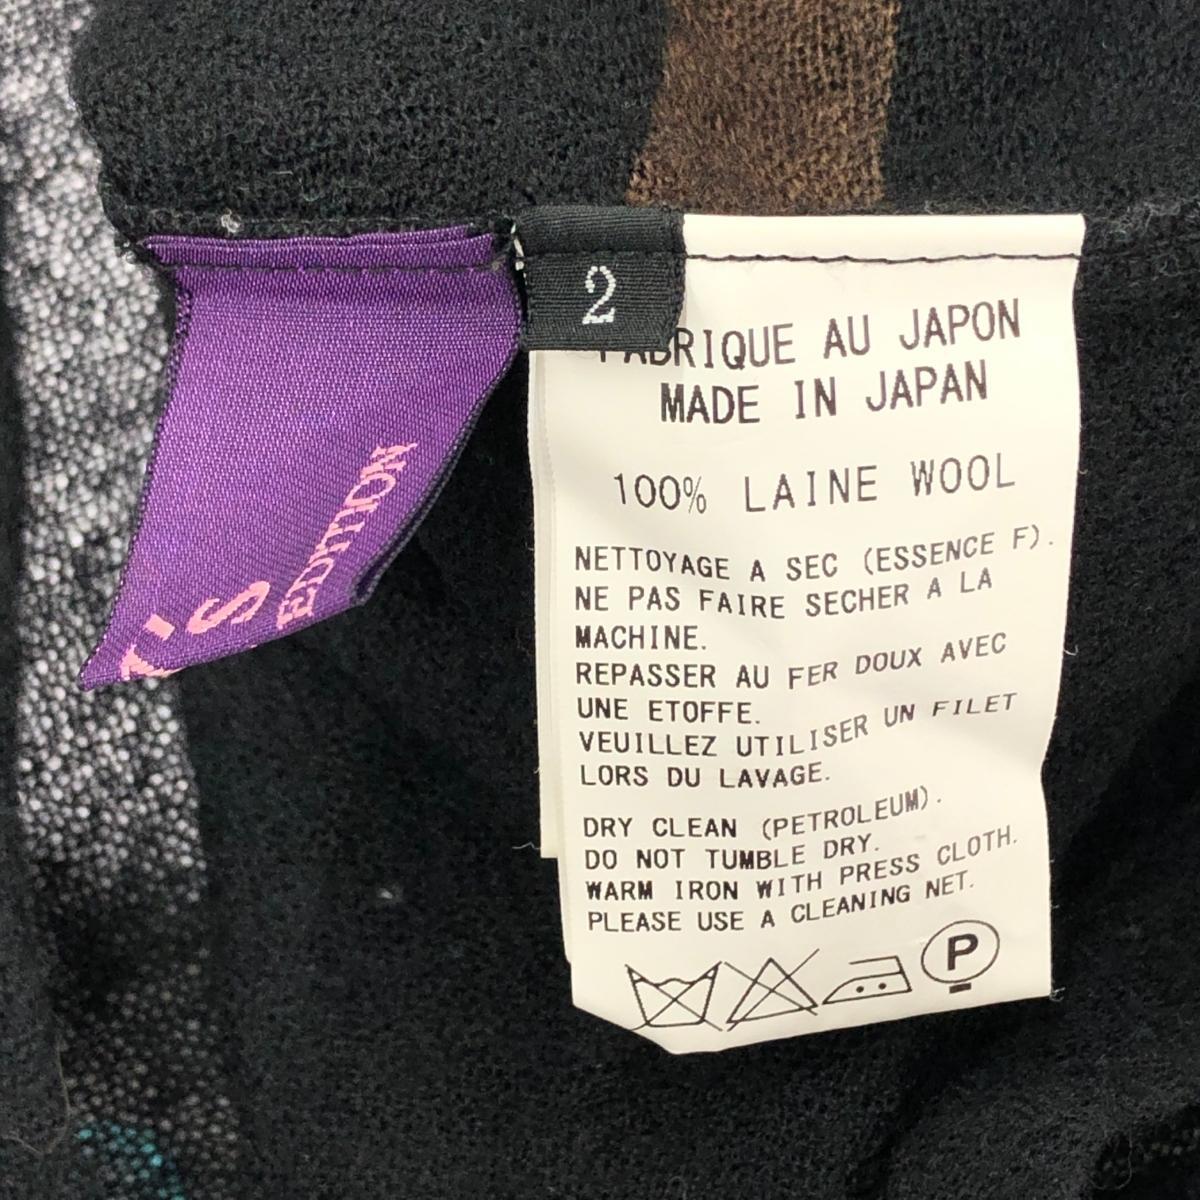 'S
EDITION
2
FABRIQUE AU JAPON
MADE IN JAPAN
100% LAINE WOOL
NETTOYAGE A SEC (ESSENCE F).
NE PAS FAIRE SECHER A LA
MACHINE.
REPASSER AU FER DOUX AVEC
UNE ETOFFE.
VEUILLEZ UTILISER UN FILET
LORS DU LAVAGE.
DRY CLEAN (PETROLEUM).
DO NOT TUMBLE DRY.
WARM IRON WITH PRESS CLOTH.
PLEASE USE A CLEANING NET.
P